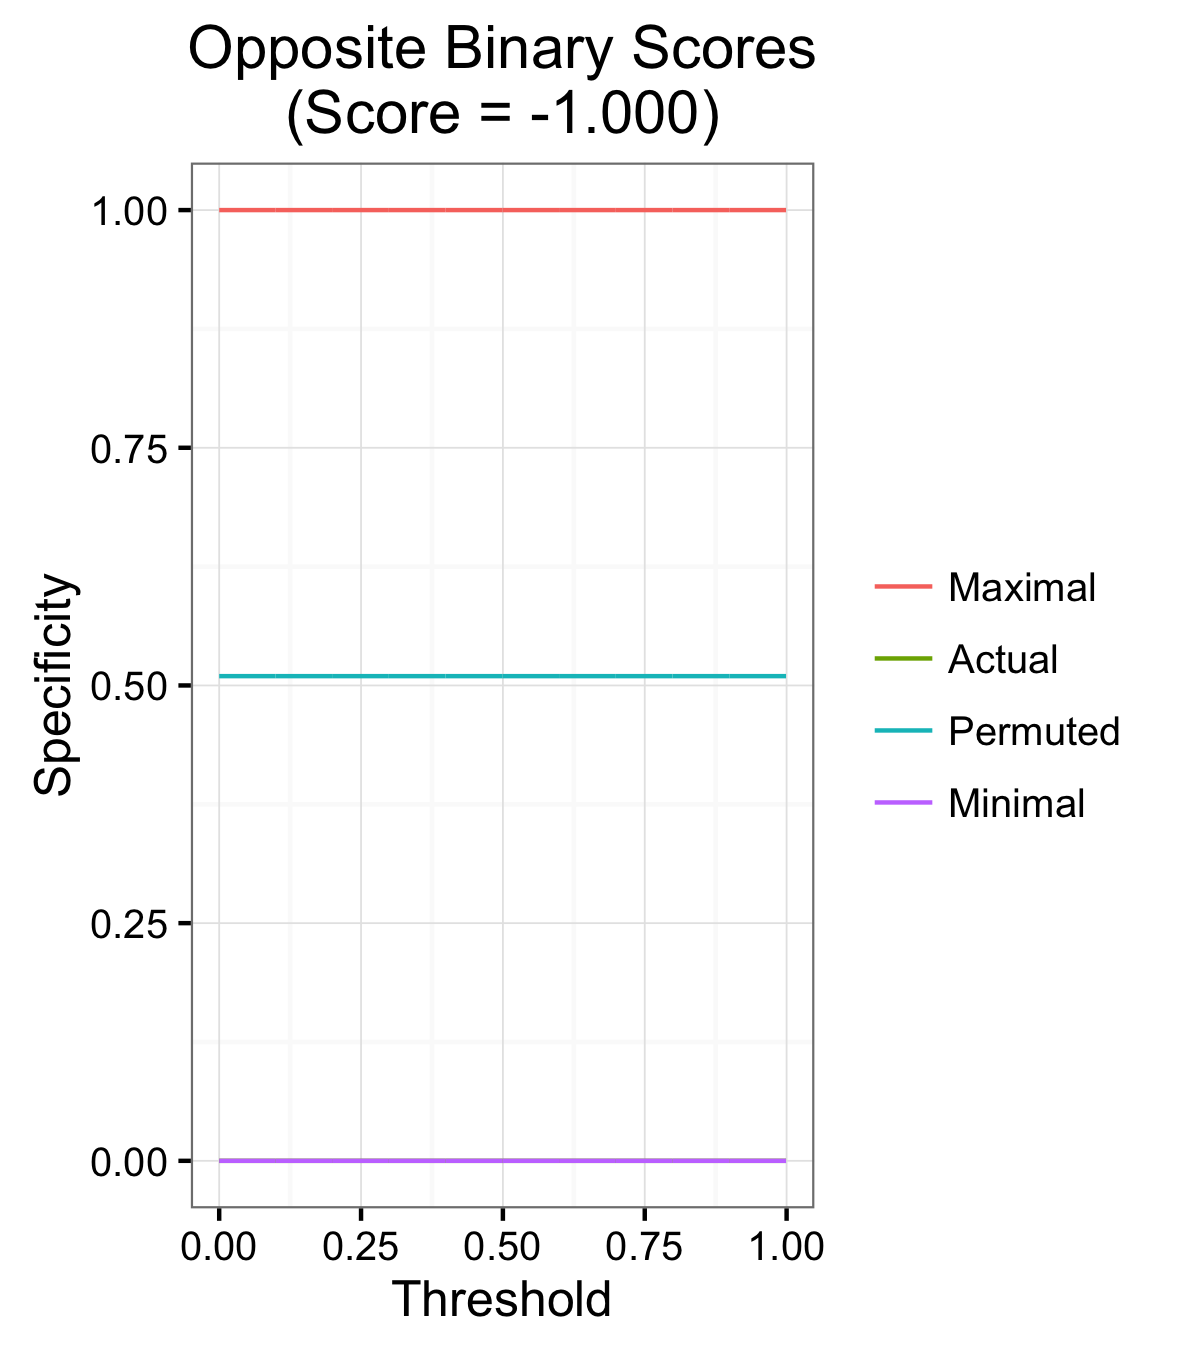 Opposite Binary Scores
(Score = -1.000)
1.00
0.75
0.50
0.25
0.00
Specificity
0.00 0.25 0.50 0.75 1.00
Threshold
Maximal
Actual
Permuted
Minimal